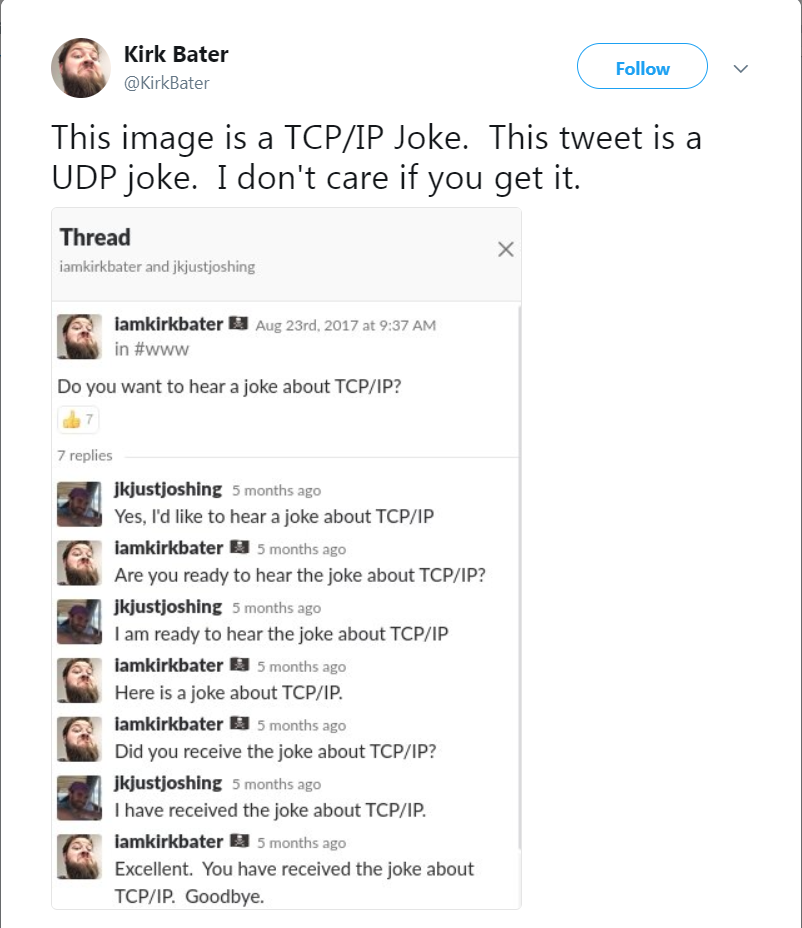 Kirk Bater
@KirkBater
Follow
This image is a TCP/IP Joke.  This tweet is a
UDP joke.  I don't care if you get it.
Thread
iamkirkbater and jkjustjoshing
iamkirkbater Aug 23rd, 2017 at 9:37 AM
in #www
Do you want to hear a joke about TCP/IP?
7
7 replies
jkjustjoshing 5 months ago
Yes, I'd like to hear a joke about TCP/IP
iamkirkbater 5 months ago
Are you ready to hear the joke about TCP/IP?
jkjustjoshing 5 months ago
I am ready to hear the joke about TCP/IP
iamkirkbater 5 months ago
Here is a joke about TCP/IP.
iamkirkbater 5 months ago
Did you receive the joke about TCP/IP?
jkjustjoshing 5 months ago
I have received the joke about TCP/IP.
iamkirkbater 5 months ago
Excellent.  You have received the joke about
TCP/IP.  Goodbye.